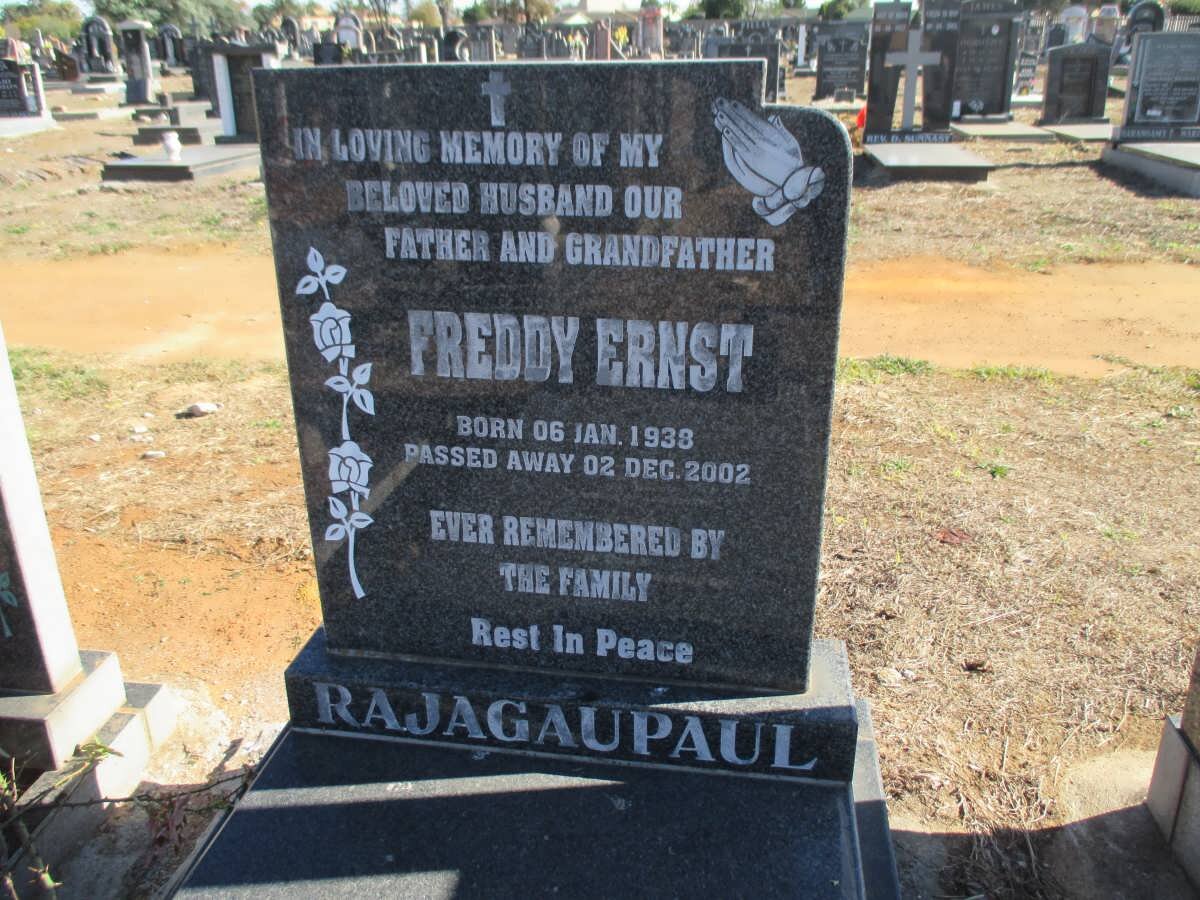 IN LOVING MEMORY OF MY
BELOVED HUSBAND OUR
FATHER AND GRANDFATHER
FREDDY ERNST
BORN 06 JAN. 1938
PASSED AWAY 02 DEC. 2002
EVER REMEMBERED BY
THE FAMILY
Rest In Peace
RAJAGAUPAUL